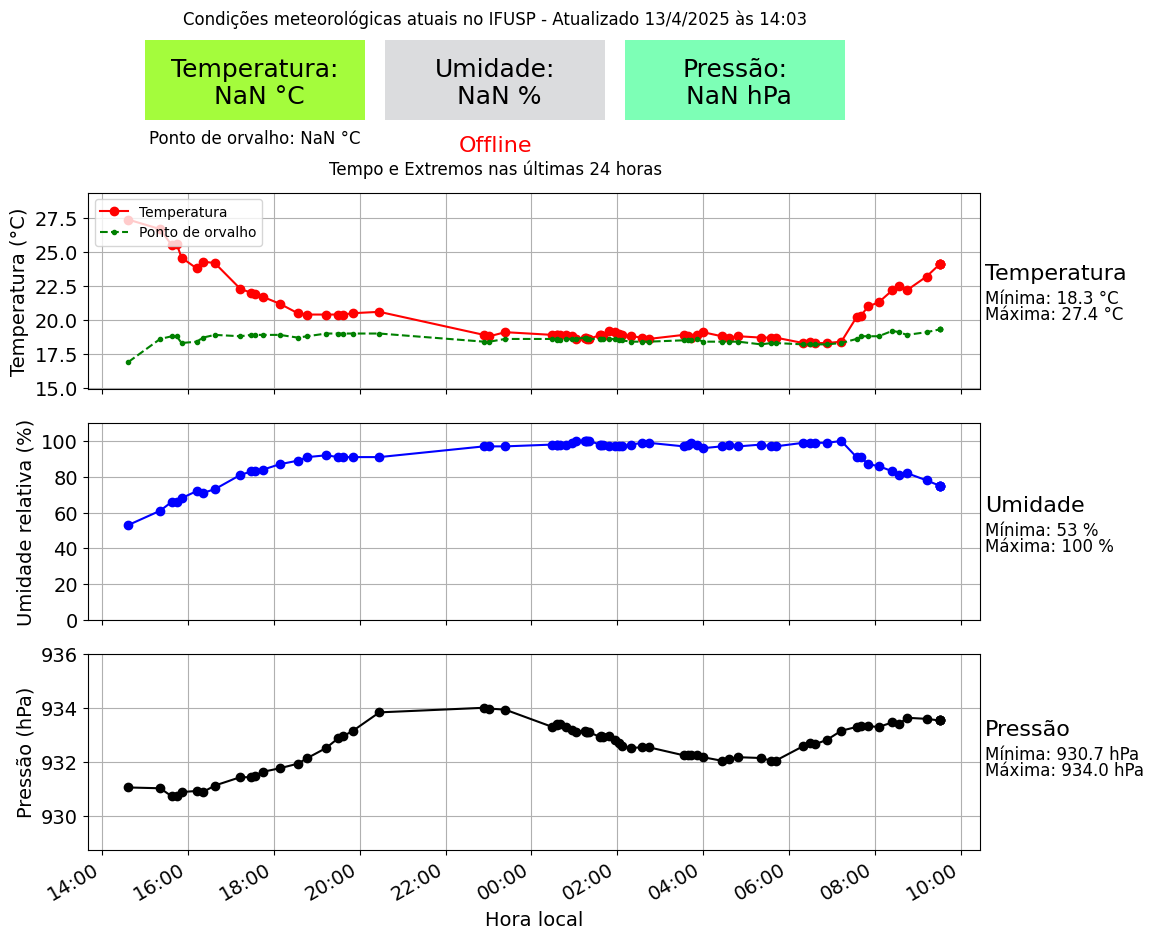 Condições meteorológicas atuais no IFUSP - Atualizado 13/4/2025 às 14:03
Temperatura:
NaN °C
Umidade:
NaN %
Pressão:
NaN hPa
Ponto de orvalho: NaN °C
Offline
Tempo e Extremos nas últimas 24 horas
Temperatura (°C)
27.5
25.0
22.5
20.0
17.5
15.0
Temperatura
Ponto de orvalho
Temperatura
Mínima: 18.3 °C
Máxima: 27.4 °C
Umidade relativa (%)
100
80
60
40
20
0
Umidade
Mínima: 53 %
Máxima: 100 %
Pressão (hPa)
936
934
932
930
Pressão
Mínima: 930.7 hPa
Máxima: 934.0 hPa
14:00
16:00
18:00
20:00
22:00
00:00
02:00
04:00
06:00
08:00
10:00
Hora local